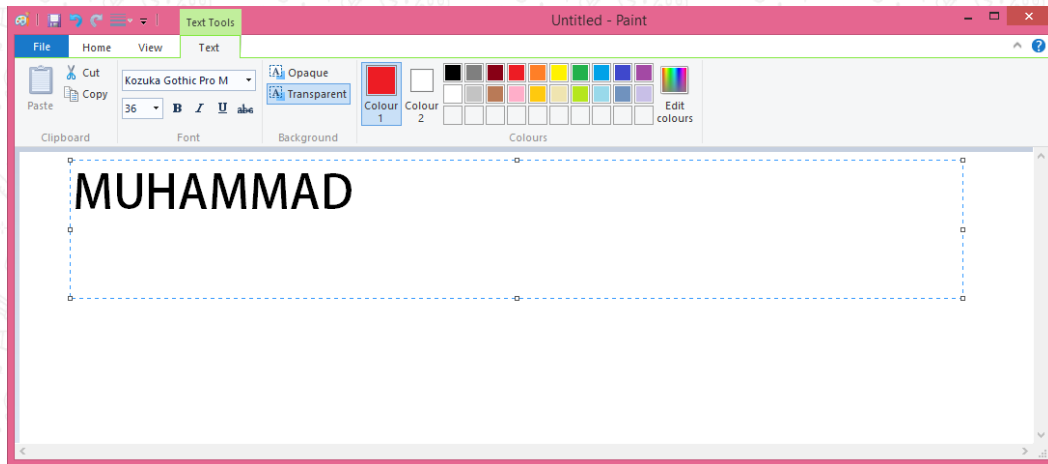 Text Tools
Untitled - Paint
File Home View Text
Paste
Cut
Copy
Clipboard
Kozuka Gothic Pro M
36 B I U abc
Font
Opaque
Transparent
Background
Colour 1
Colour 2
Edit colours
Colours
MUHAMMAD